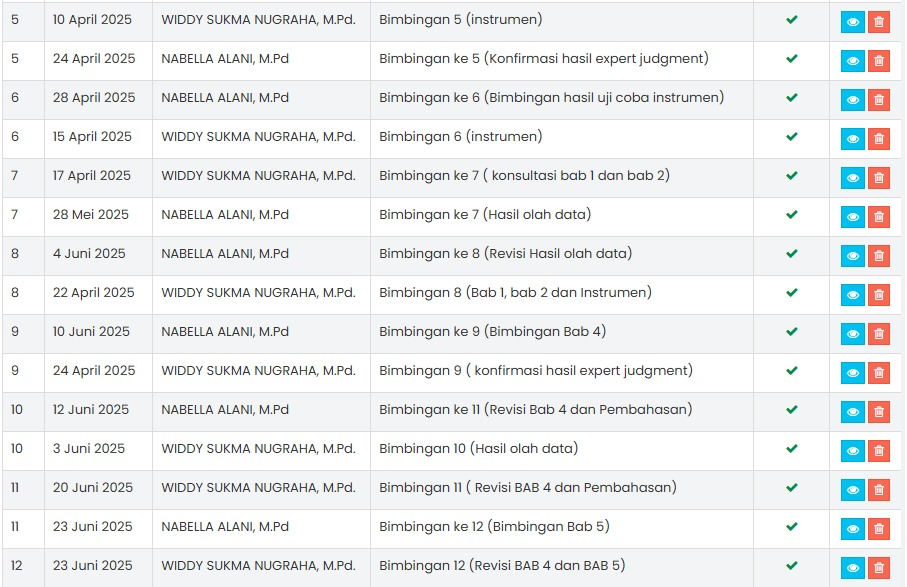 5 10 April 2025 WIDDY SUKMA NUGRAHA, M.Pd. Bimbingan 5 (instrumen)
5 24 April 2025 NABELLA ALANI, M.Pd Bimbingan ke 5 (Konfirmasi hasil expert judgment)
6 28 April 2025 NABELLA ALANI, M.Pd Bimbingan ke 6 (Bimbingan hasil uji coba instrumen)
6 15 April 2025 WIDDY SUKMA NUGRAHA, M.Pd. Bimbingan 6 (instrumen)
7 17 April 2025 WIDDY SUKMA NUGRAHA, M.Pd. Bimbingan ke 7 ( konsultasi bab 1 dan bab 2)
7 28 Mei 2025 NABELLA ALANI, M.Pd Bimbingan ke 7 (Hasil olah data)
8 4 Juni 2025 NABELLA ALANI, M.Pd Bimbingan ke 8 (Revisi Hasil olah data)
8 22 April 2025 WIDDY SUKMA NUGRAHA, M.Pd. Bimbingan 8 (Bab 1, bab 2 dan Instrumen)
9 10 Juni 2025 NABELLA ALANI, M.Pd Bimbingan ke 9 (Bimbingan Bab 4)
9 24 April 2025 WIDDY SUKMA NUGRAHA, M.Pd. Bimbingan 9 ( konfirmasi hasil expert judgment)
10 12 Juni 2025 NABELLA ALANI, M.Pd Bimbingan ke 11 (Revisi Bab 4 dan Pembahasan)
10 3 Juni 2025 WIDDY SUKMA NUGRAHA, M.Pd. Bimbingan 10 (Hasil olah data)
11 20 Juni 2025 WIDDY SUKMA NUGRAHA, M.Pd. Bimbingan 11 ( Revisi BAB 4 dan Pembahasan)
11 23 Juni 2025 NABELLA ALANI, M.Pd Bimbingan ke 12 (Bimbingan Bab 5)
12 23 Juni 2025 WIDDY SUKMA NUGRAHA, M.Pd. Bimbingan 12 (Revisi BAB 4 dan BAB 5)